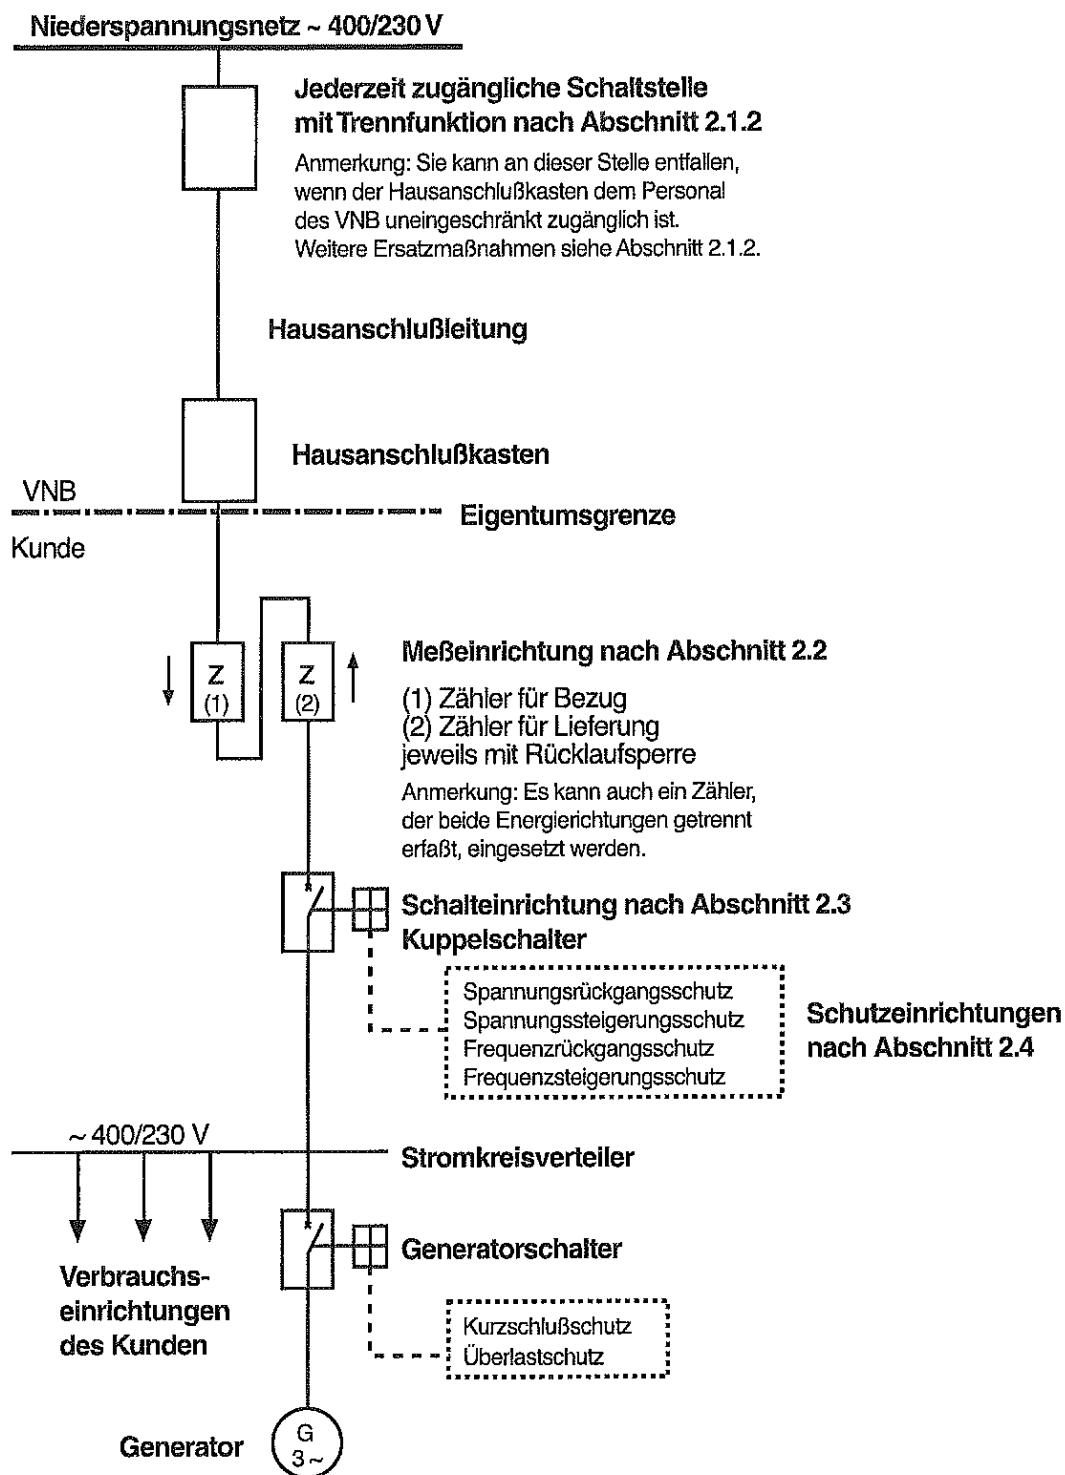 Niederspannungsnetz ~ 400/230 V
Jederzeit zugängliche Schaltstelle
mit Trennfunktion nach Abschnitt 2.1.2
Anmerkung: Sie kann an dieser Stelle entfallen,
wenn der Hausanschlußkasten dem Personal
des VNB uneingeschränkt zugänglich ist.
Weitere Ersatzmaßnahmen siehe Abschnitt 2.1.2.
Hausanschlußleitung
Hausanschlußkasten
VNB
Eigentumsgrenze
Kunde
Z
(1)
Z
(2)
Meßeinrichtung nach Abschnitt 2.2
(1) Zähler für Bezug
(2) Zähler für Lieferung
jeweils mit Rücklaufsperre
Anmerkung: Es kann auch ein Zähler,
der beide Energierichtungen getrennt
erfaßt, eingesetzt werden.
Schalteinrichtung nach Abschnitt 2.3
Kuppelschalter
Spannungsrückgangsschutz
Spannungssteigerungsschutz
Frequenzrückgangsschutz
Frequenzsteigerungsschutz
Schutzeinrichtungen
nach Abschnitt 2.4
~ 400/230 V
Stromkreisverteiler
Generatorschalter
Verbrauchs-
einrichtungen
des Kunden
Kurzschlußschutz
Überlastschutz
Generator
G
3 ~